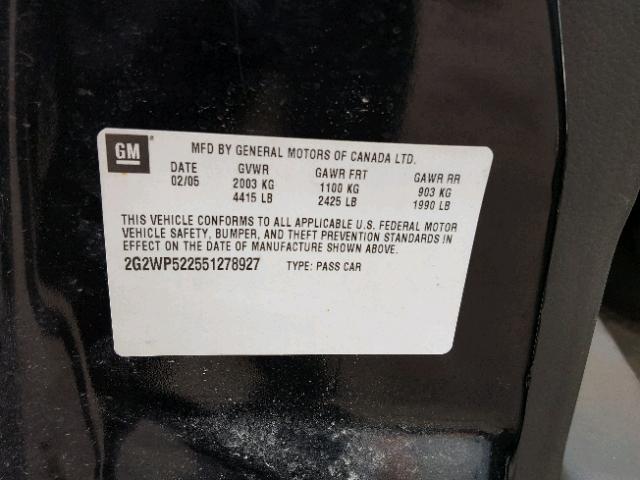 GM ® MFD BY GENERAL MOTORS OF CANADA LTD.
DATE GVWR GAWR FRT GAWR RR
02/05 2003 KG 1100 KG 903 KG
4415 LB 2425 LB 1990 LB
THIS VEHICLE CONFORMS TO ALL APPLICABLE U.S. FEDERAL MOTOR
VEHICLE SAFETY, BUMPER, AND THEFT PREVENTION STANDARDS IN
EFFECT ON THE DATE OF MANUFACTURE SHOWN ABOVE.
2G2WP522551278927 TYPE: PASS CAR